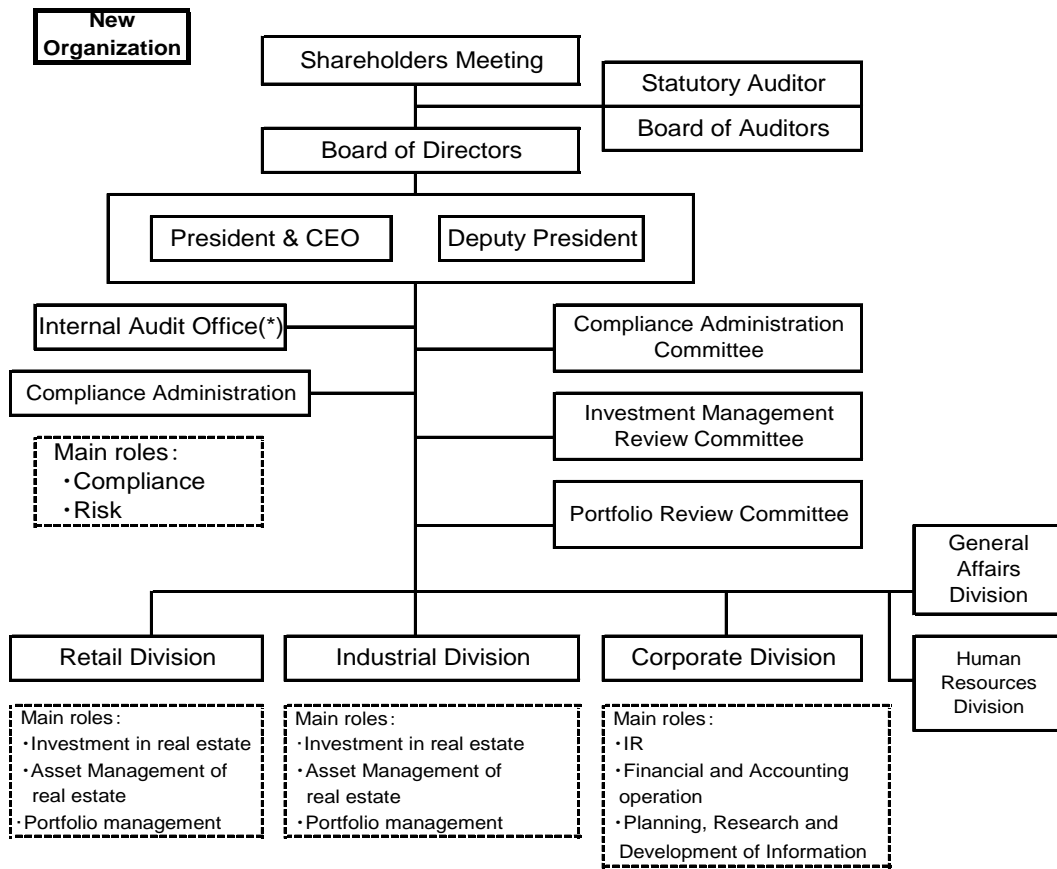 New
Organization
Shareholders Meeting
Statutory Auditor
Board of Auditors
Board of Directors
President & CEO
Deputy President
Internal Audit Office(*)
Compliance Administration
Committee
Compliance Administration
Investment Management
Review Committee
Main roles：
・Compliance
・Risk
Portfolio Review Committee
General
Affairs
Division
Retail Division
Industrial Division
Corporate Division
Human
Resources
Division
Main roles：
・Investment in real estate
・Asset Management of
real estate
・Portfolio management
Main roles：
・Investment in real estate
・Asset Management of
real estate
・Portfolio management
Main roles：
・IR
・Financial and Accounting
operation
・Planning, Research and
Development of Information